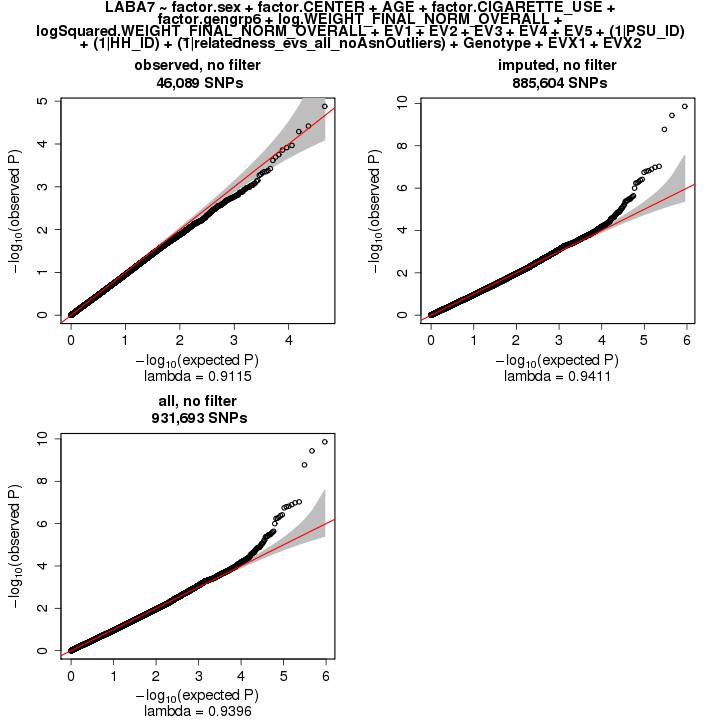 LABA7 ~ factor.sex + factor.CENTER + AGE + factor.CIGARETTE_USE +
factor.gengrp6 + log.WEIGHT_FINAL_NORM_OVERALL +
logSquared.WEIGHT_FINAL_NORM_OVERALL + EV1 + EV2 + EV3 + EV4 + EV5 + (1|PSU_ID)
+ (1|HH_ID) + (1|relatedness_evs_all_noAsnOutliers) + Genotype + EVX1 + EVX2
observed, no filter
46,089 SNPs
5
4
3
2
1
0
−log10(observed P)
0 1 2 3 4
−log10(expected P)
lambda = 0.9115
imputed, no filter
885,604 SNPs
10
8
6
4
2
0
−log10(observed P)
0 1 2 3 4 5 6
−log10(expected P)
lambda = 0.9411
all, no filter
931,693 SNPs
10
8
6
4
2
0
−log10(observed P)
0 1 2 3 4 5 6
−log10(expected P)
lambda = 0.9396